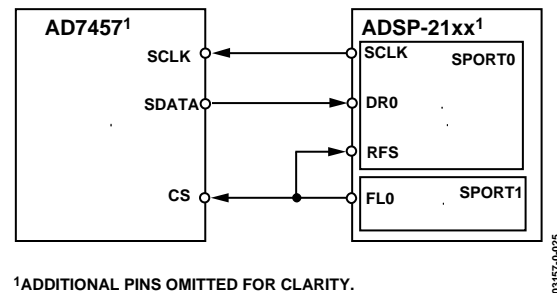 AD7457¹
ADSP-21xx¹
SCLK
SCLK
SPORT0
SDATA
DR0
RFS
CS
FL0
SPORT1
¹ADDITIONAL PINS OMITTED FOR CLARITY.
03157-0-025